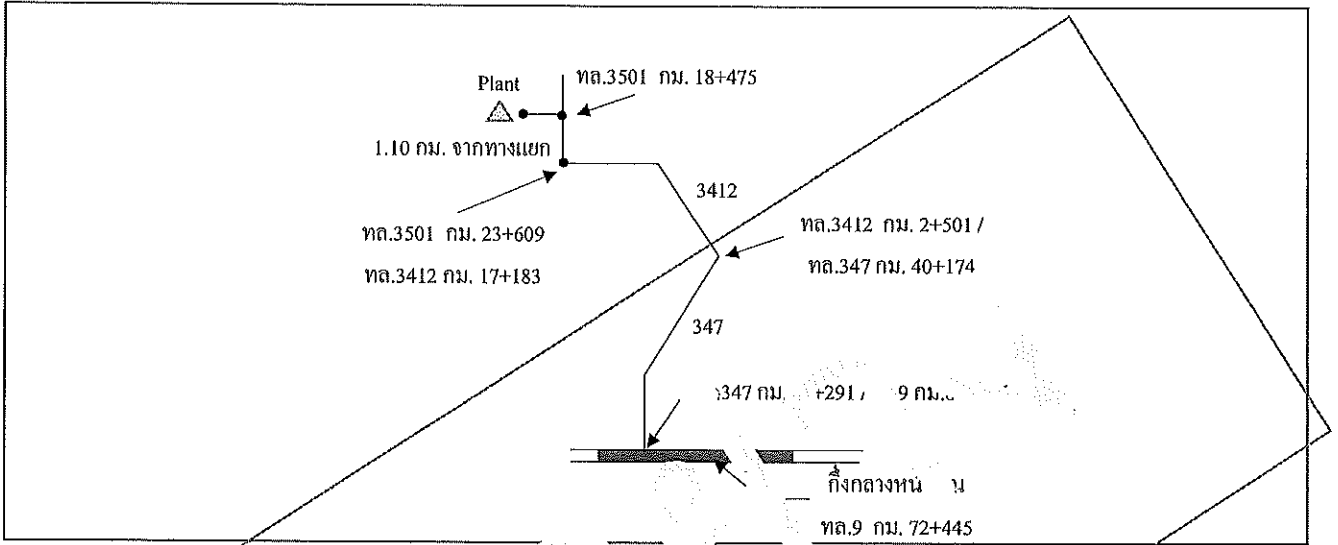 Plant
ทล.3501 กม. 18+475
1.10 กม. จากทางแยก
3412
ทล.3501 กม. 23+609
ทล.3412 กม. 17+183
ทล.3412 กม. 2+501 /
ทล.347 กม. 40+174
347
347 กม. +291 / 9 กม.
กึ่งกลางหน่
ทล.9 กม. 72+445